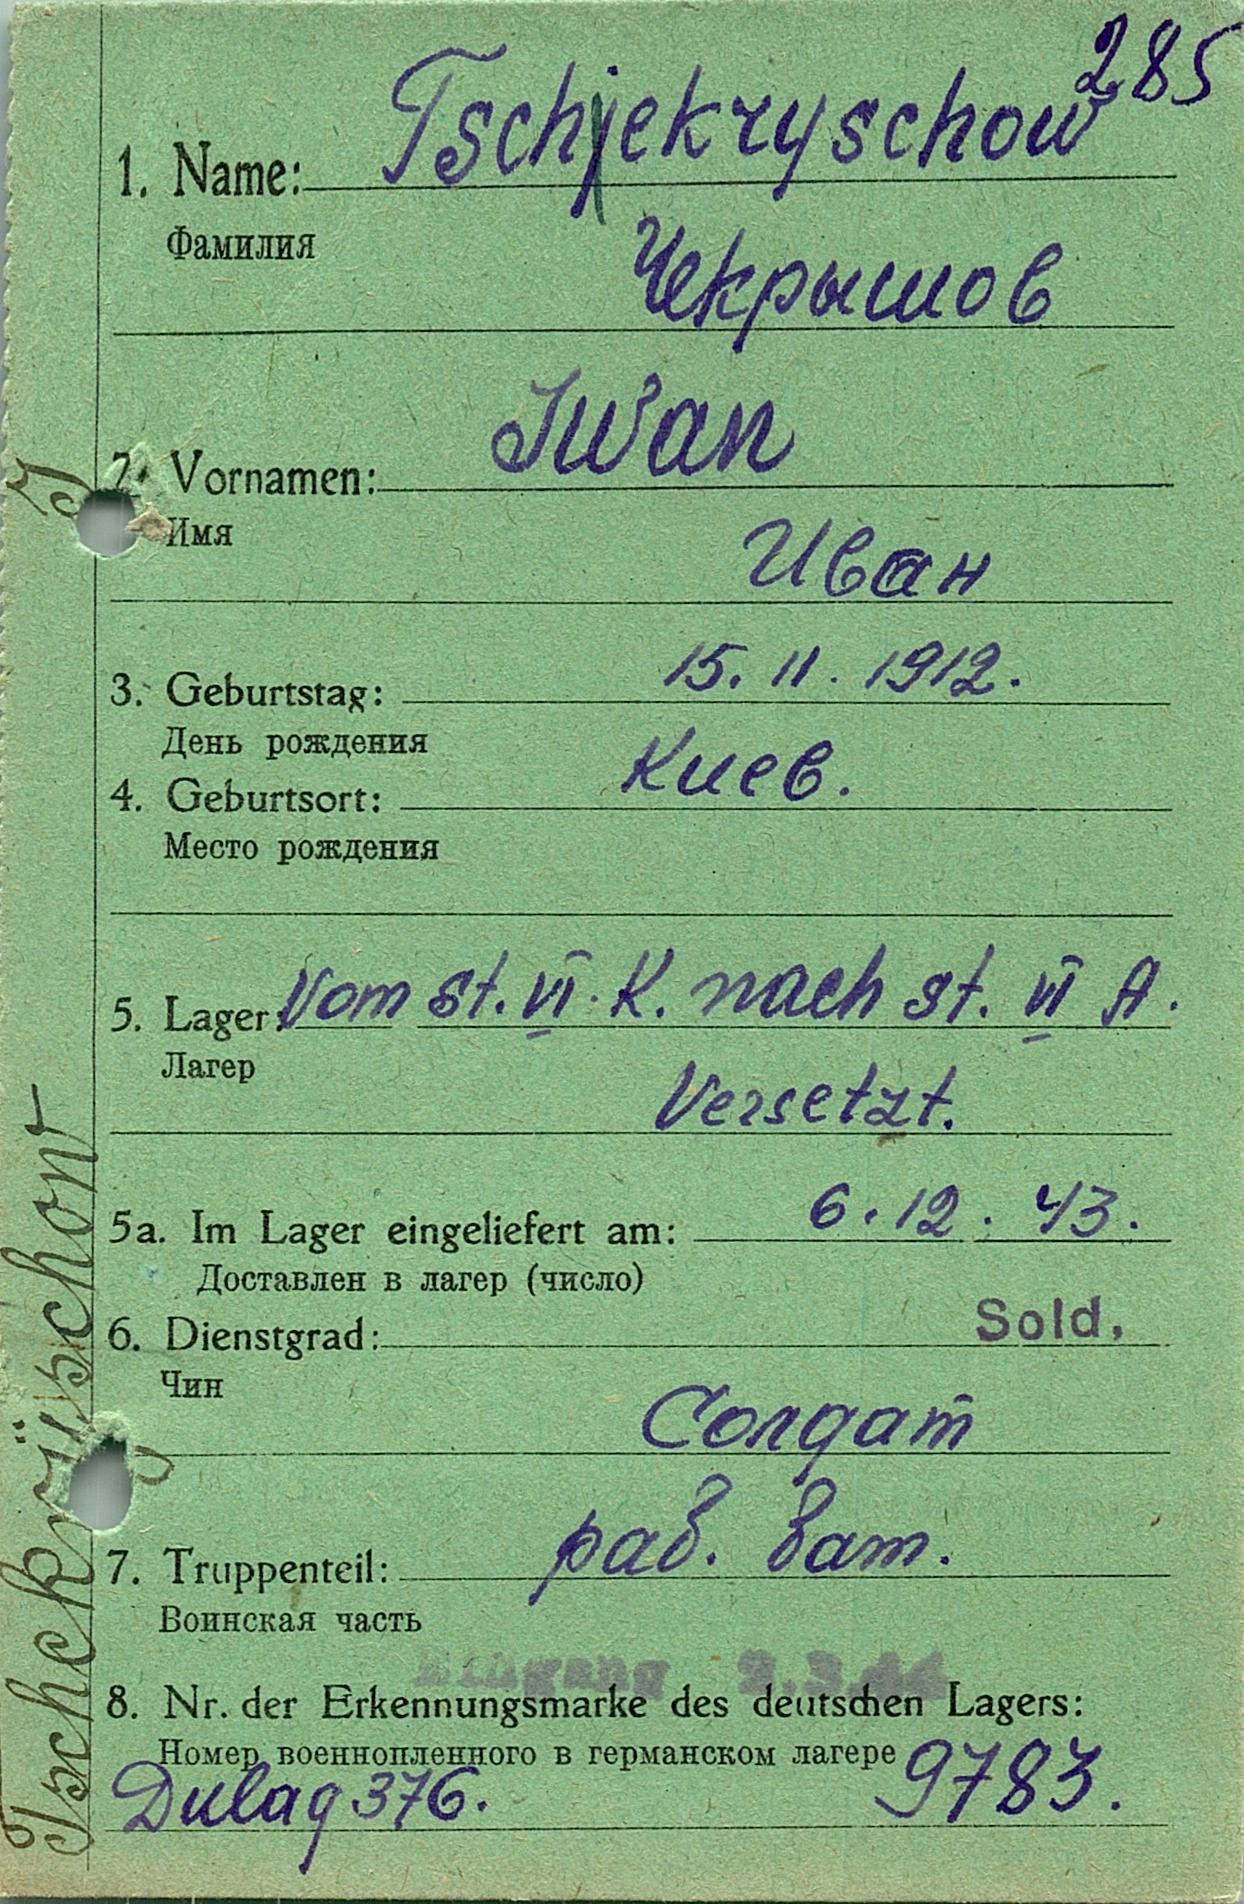 285
1. Name: Tschjekryschow
Фамилия
Чекрышов
2. Vornamen: Iwan
Имя
Иван
3. Geburtstag: 15. 11. 1912.
День рождения
4. Geburtsort: Киев.
Место рождения
5. Lager: Vom st. VI. K. nach st. VI A.
Лагер
Versetzt.
5a. Im Lager eingeliefert am: 6. 12. 43.
Доставлен в лагер (число)
6. Dienstgrad: Sold.
Чин
Солдат
7. Truppenteil: раб. бат.
Воинская часть
8. Nr. der Erkennungsmarke des deutschen Lagers:
Номер военнопленного в германском лагере
Dulag 376. 9783.
Tschekryschow J